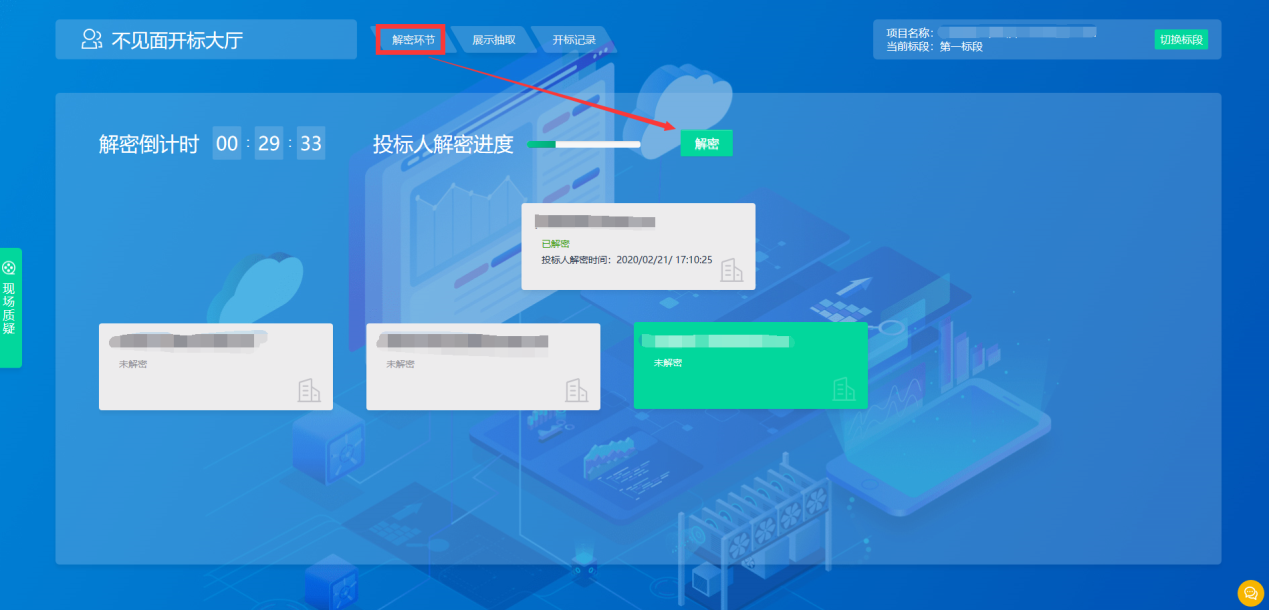 不见面开标大厅
解密环节
展示抽取
开标记录
项目名称：
当前标段：第一标段
切换标段
解密倒计时 00 : 29 : 33
投标人解密进度
解密
已解密
投标人解密时间：2020/02/21/ 17:10:25
现场质疑
未解密
未解密
未解密